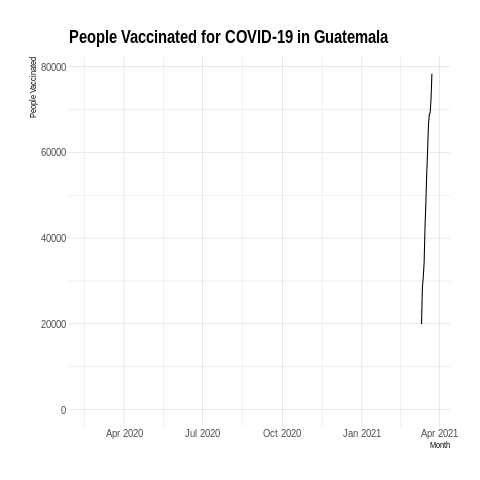 People Vaccinated for COVID-19 in Guatemala
People Vaccinated
80000
60000
40000
20000
0
Apr 2020 Jul 2020 Oct 2020 Jan 2021 Apr 2021
Month